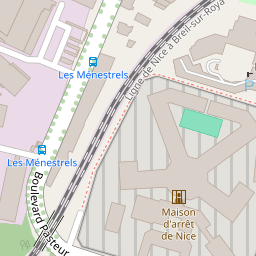 Les Ménestrels
Ligne de Nice à Breil-sur-Roya
Les Ménestrels
Boulevard Pasteur
Maison
d'arrêt
de Nice